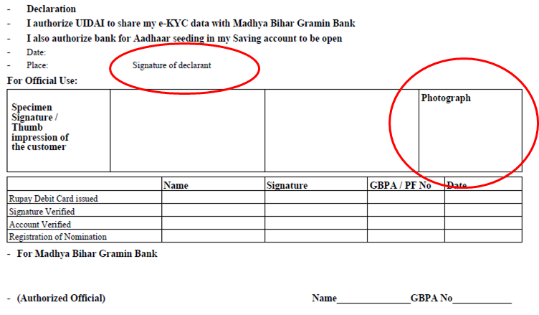 - Declaration
- I authorize UIDAI to share my e-KYC data with Madhya Bihar Gramin Bank
- I also authorize bank for Aadhaar seeding in my Saving account to be open
- Date:
- Place: Signature of declarant
For Official Use:
Specimen
Signature /
Thumb
impression of
the customer
Photograph
Name Signature GBPA / PF No Date
Rupay Debit Card issued
Signature Verified
Account Verified
Registration of Nomination
- For Madhya Bihar Gramin Bank
- (Authorized Official) Name_______________GBPA No____________